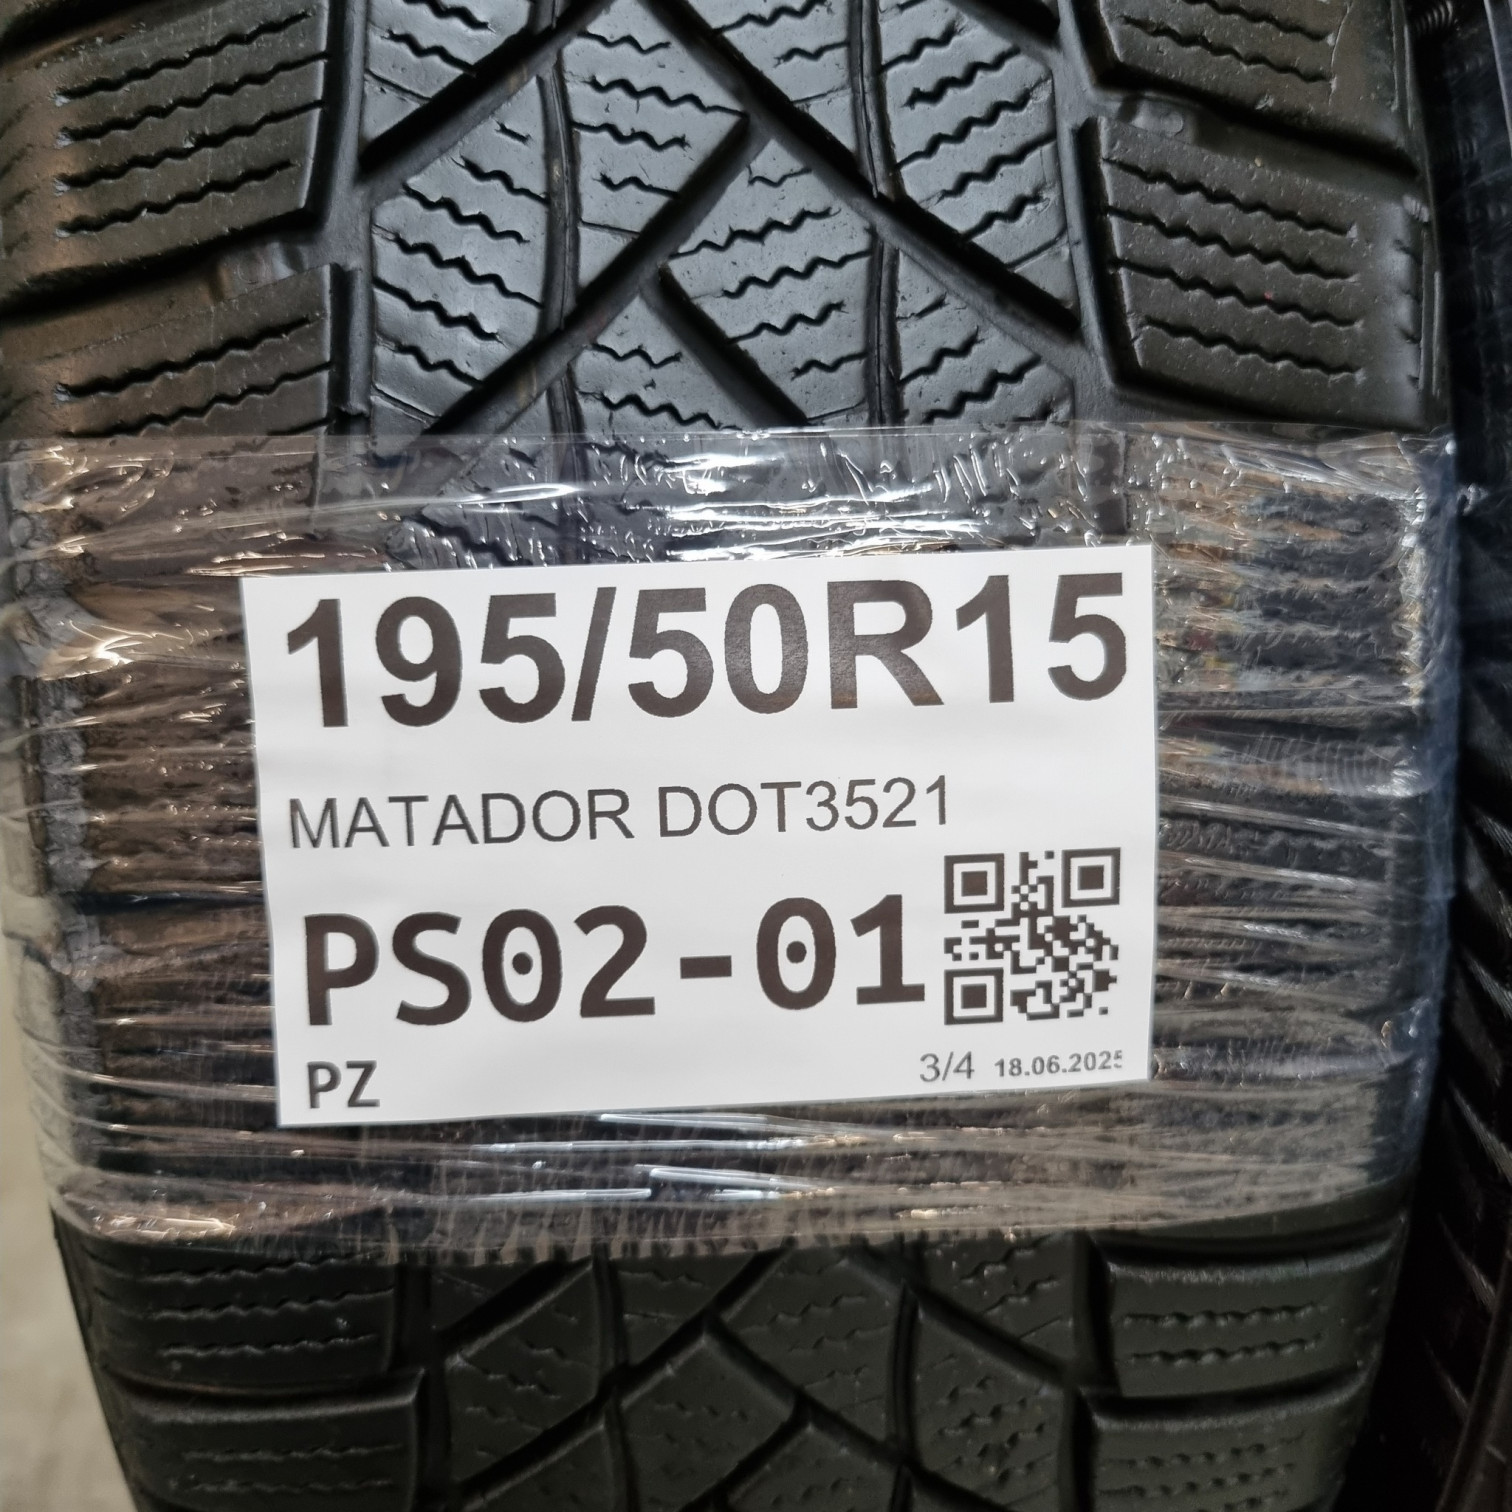 195/50R15
MATADOR DOT3521
PS02-01
PZ
3/4 18.06.2025